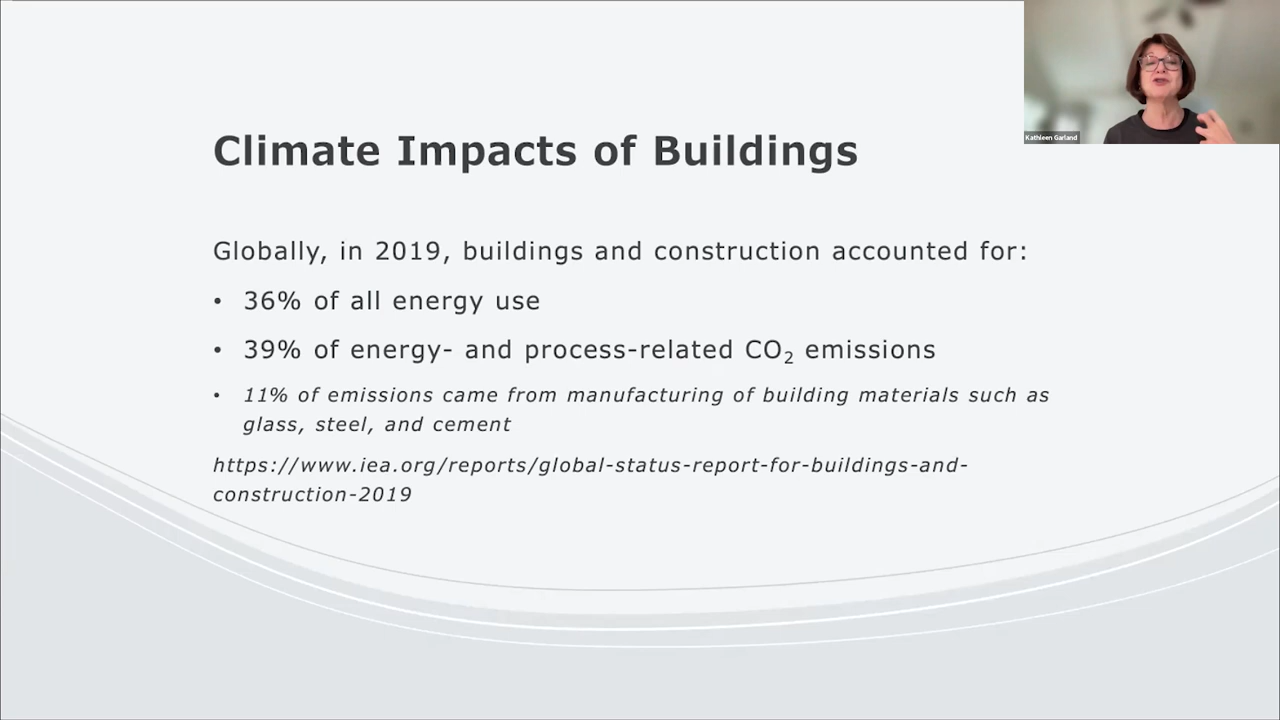 Kathleen Garland
Climate Impacts of Buildings
Globally, in 2019, buildings and construction accounted for:
• 36% of all energy use
• 39% of energy- and process-related CO₂ emissions
• 11% of emissions came from manufacturing of building materials such as
glass, steel, and cement
https://www.iea.org/reports/global-status-report-for-buildings-and-
construction-2019